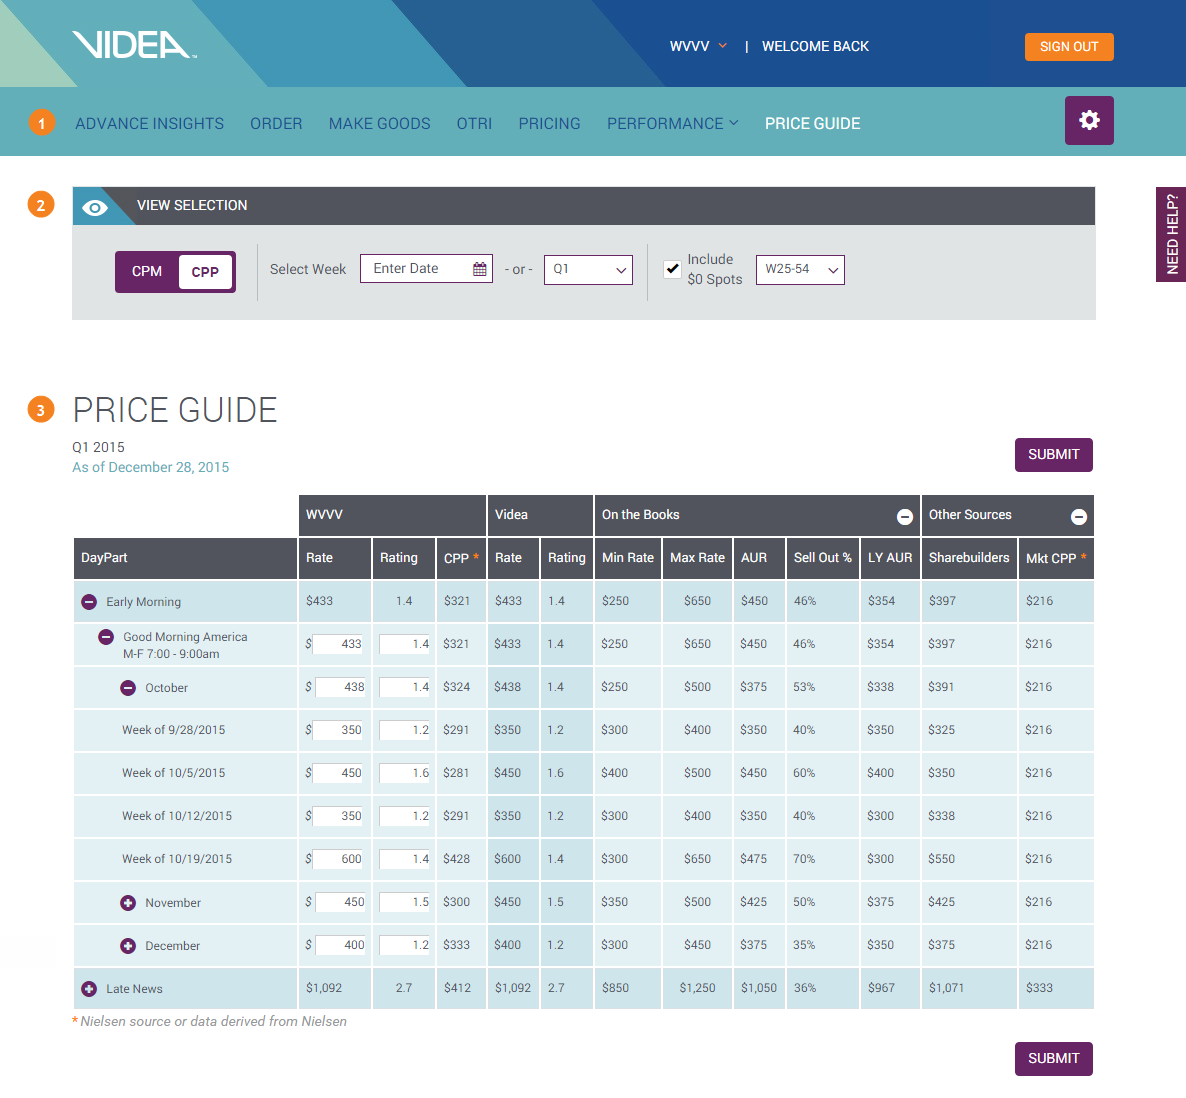 VIDEA™
WVVV | WELCOME BACK
SIGN OUT
1 ADVANCE INSIGHTS ORDER MAKE GOODS OTRI PRICING PERFORMANCE PRICE GUIDE
NEED HELP?
2 VIEW SELECTION
CPM CPP Select Week Enter Date - or - Q1 Include $0 Spots W25-54
3 PRICE GUIDE
Q1 2015
As of December 28, 2015
SUBMIT
WVVV Videa On the Books Other Sources
DayPart Rate Rating CPP * Rate Rating Min Rate Max Rate AUR Sell Out % LY AUR Sharebuilders Mkt CPP *
Early Morning $433 1.4 $321 $433 1.4 $250 $650 $450 46% $354 $397 $216
Good Morning America
M-F 7:00 - 9:00am $ 433 1.4 $321 $433 1.4 $250 $650 $450 46% $354 $397 $216
October $ 438 1.4 $324 $438 1.4 $250 $500 $375 53% $338 $391 $216
Week of 9/28/2015 $ 350 1.2 $291 $350 1.2 $300 $400 $350 40% $350 $325 $216
Week of 10/5/2015 $ 450 1.6 $281 $450 1.6 $400 $500 $450 60% $400 $350 $216
Week of 10/12/2015 $ 350 1.2 $291 $350 1.2 $300 $400 $350 40% $300 $338 $216
Week of 10/19/2015 $ 600 1.4 $428 $600 1.4 $300 $650 $475 70% $300 $550 $216
November $ 450 1.5 $300 $450 1.5 $350 $500 $425 50% $375 $425 $216
December $ 400 1.2 $333 $400 1.2 $300 $450 $375 35% $350 $375 $216
Late News $1,092 2.7 $412 $1,092 2.7 $850 $1,250 $1,050 36% $967 $1,071 $333
* Nielsen source or data derived from Nielsen
SUBMIT